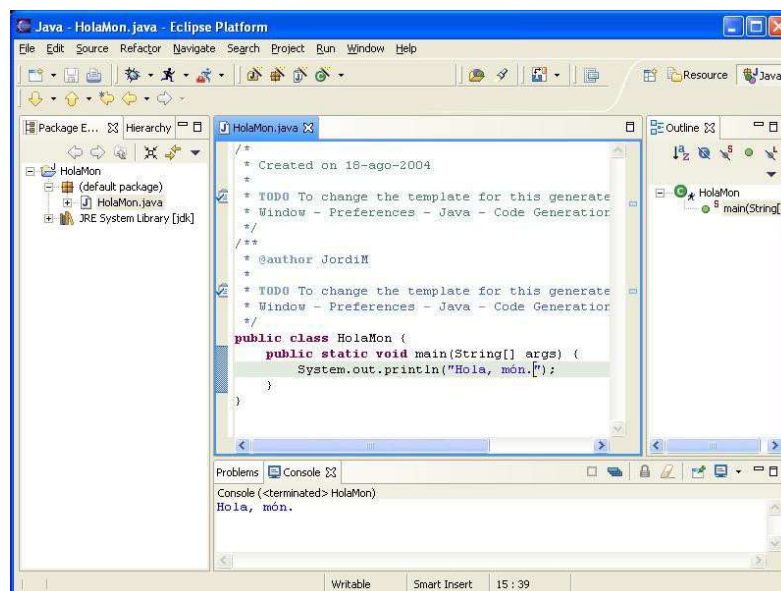 Java - HolaMon.java - Eclipse Platform
File Edit Source Refactor Navigate Search Project Run Window Help
Resource Java
Package E... Hierarchy
HolaMon
(default package)
HolaMon.java
JRE System Library [jdk]
HolaMon.java
/*
* Created on 18-ago-2004
*
* TODO To change the template for this generate
* Window - Preferences - Java - Code Generation
*/
/**
* @author JordiM
*
* TODO To change the template for this generate
* Window - Preferences - Java - Code Generation
*/
public class HolaMon {
public static void main(String[] args) {
System.out.println("Hola, món.");
}
}
Outline
HolaMon
main(String[
Problems Console
Console (<terminated> HolaMon)
Hola, món.
Writable Smart Insert 15 : 39